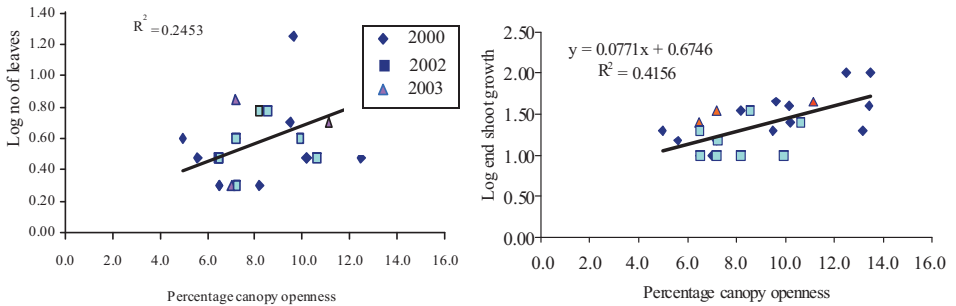 R² =0.2453
Log no of leaves
1.40
1.20
1.00
0.80
0.60
0.40
0.20
0.00
0.0 2.0 4.0 6.0 8.0 10.0 12.0 14.0 16.0
Percentage canopy openness
2000
2002
2003
y = 0.0771x + 0.6746
R² = 0.4156
Log end shoot growth
2.50
2.00
1.50
1.00
0.50
0.00
0.0 2.0 4.0 6.0 8.0 10.0 12.0 14.0 16.0
Percentage canopy openness